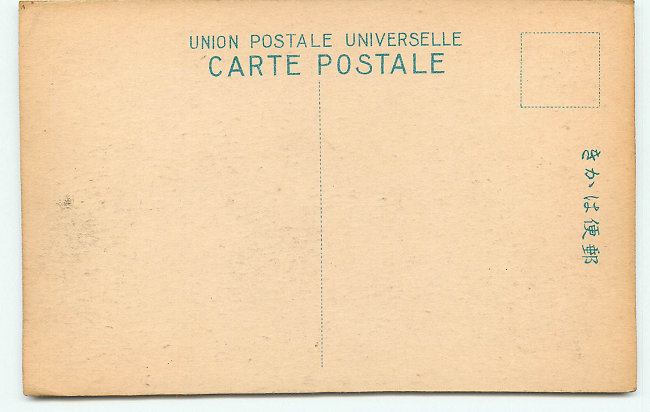 UNION POSTALE UNIVERSELLE
CARTE POSTALE
郵便はかき